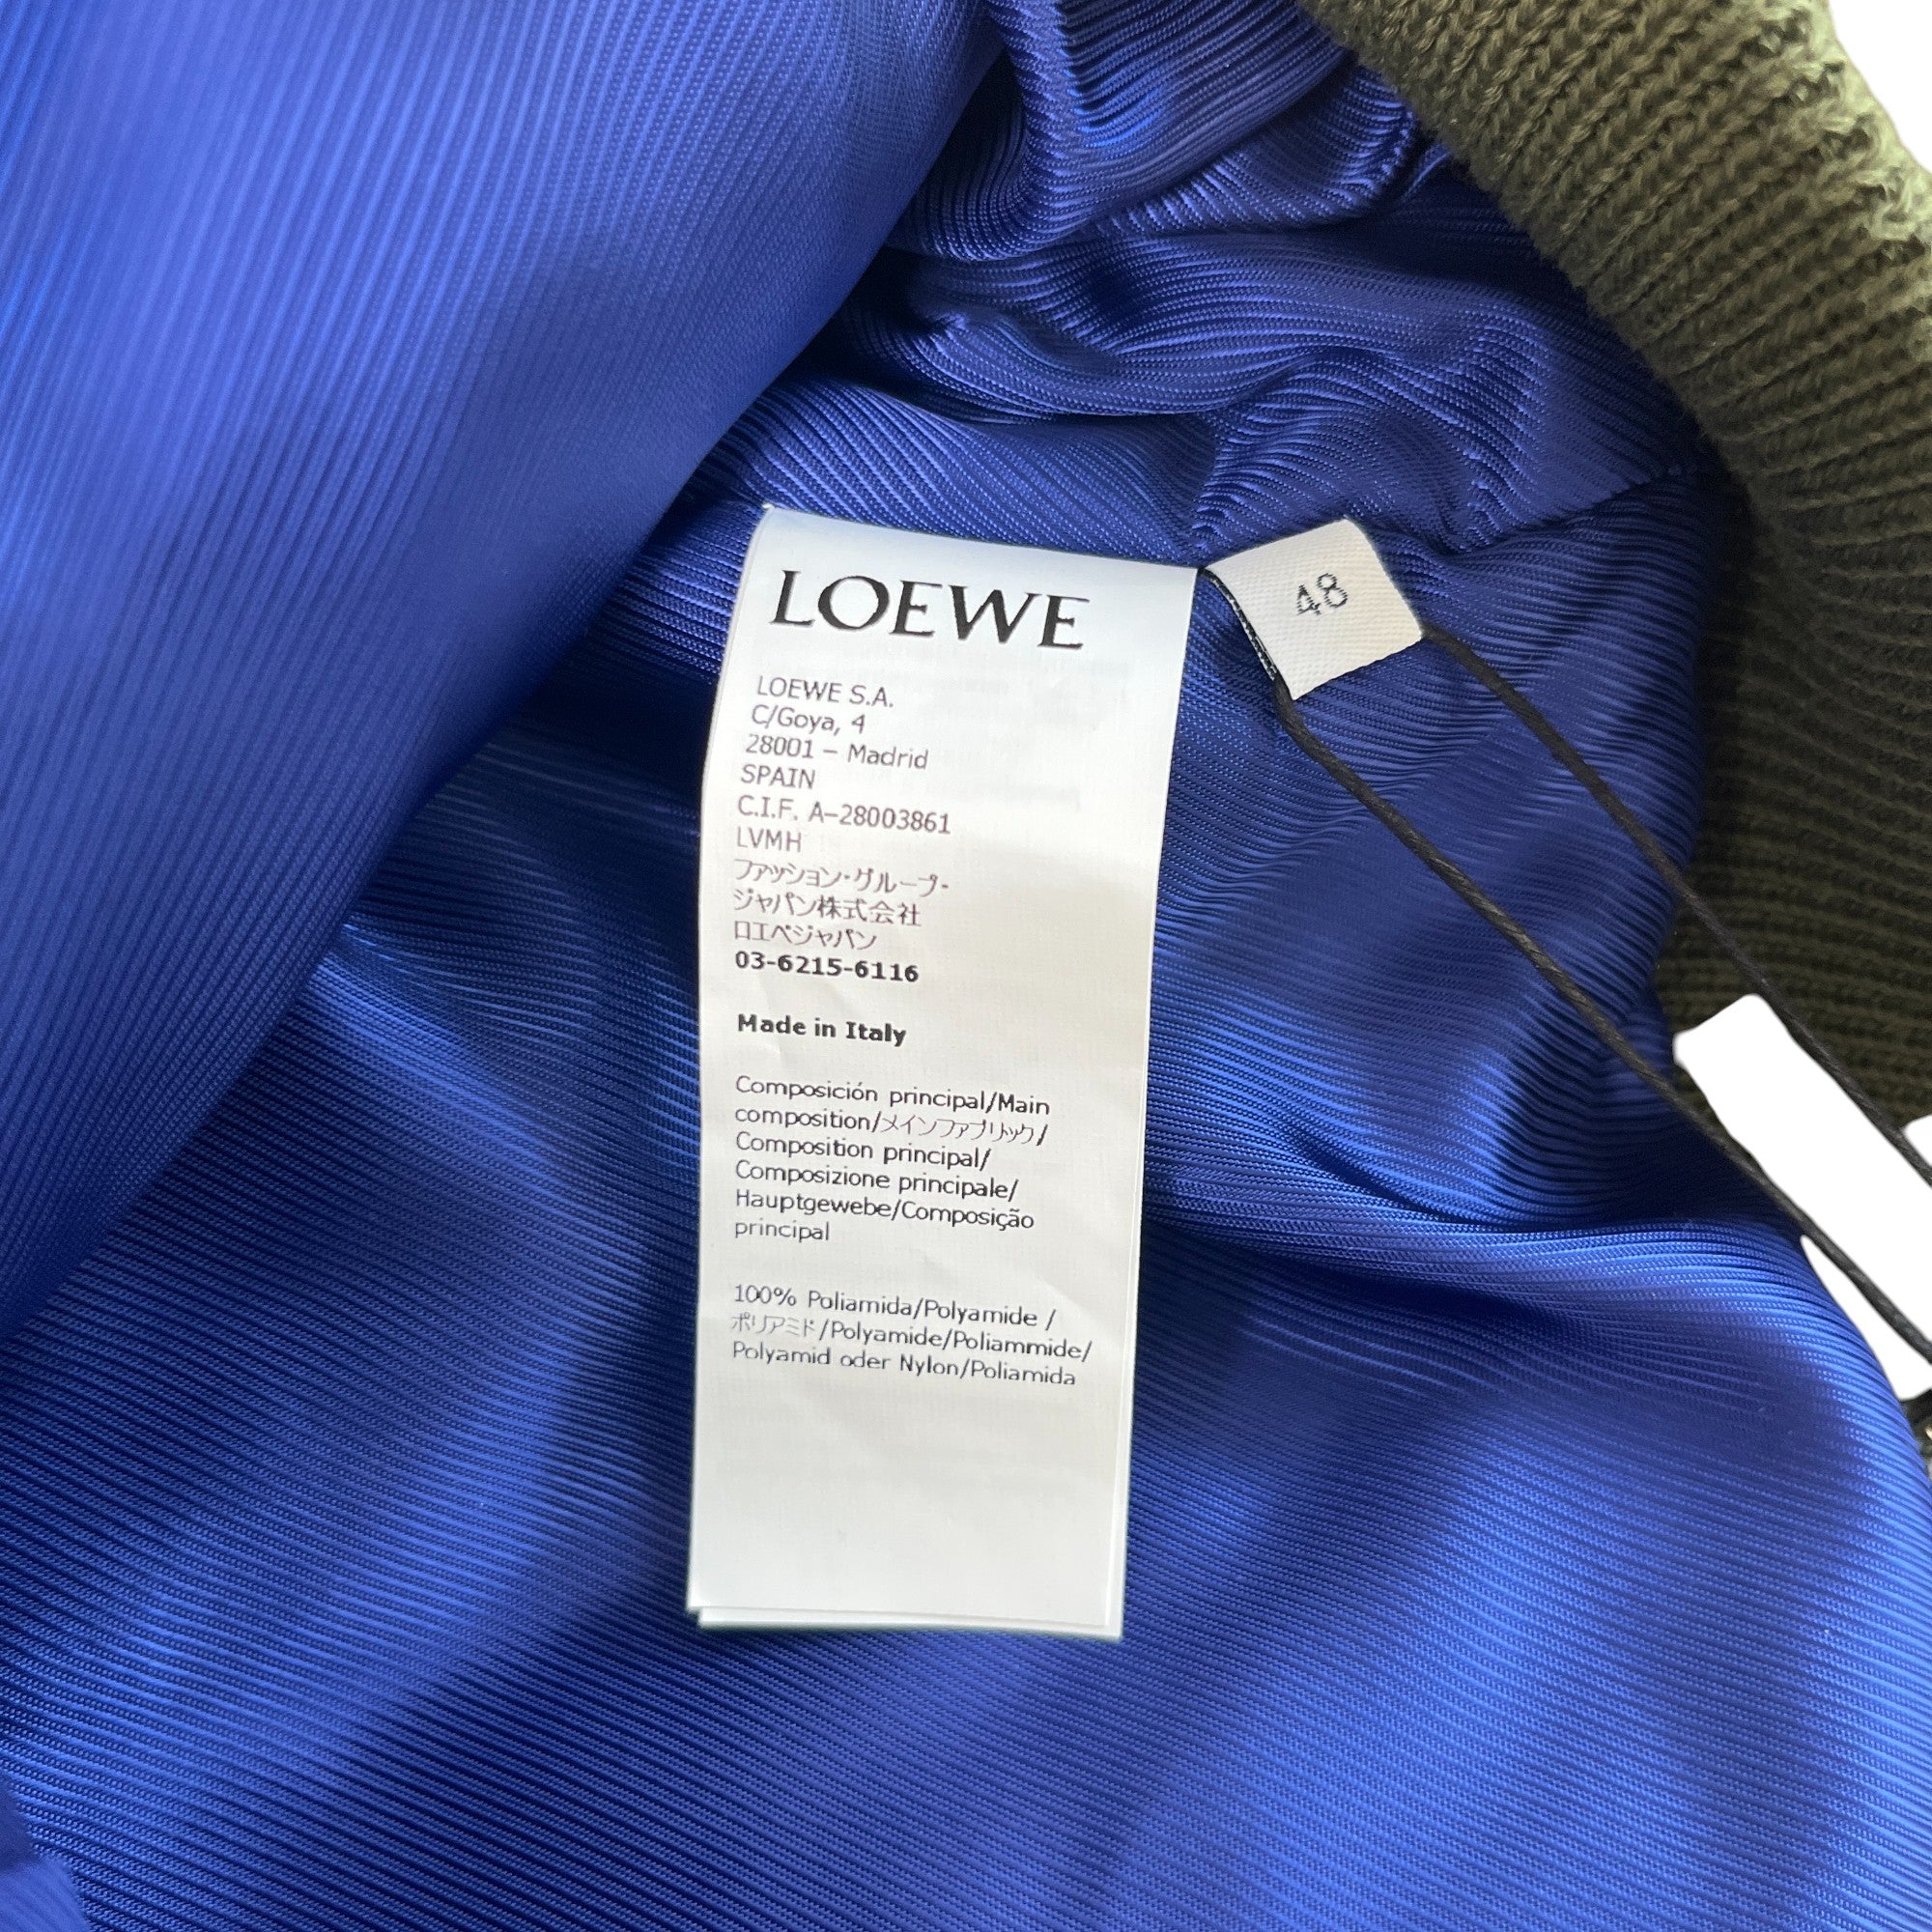 LOEWE
48
LOEWE S.A.
C/Goya, 4
28001 – Madrid
SPAIN
C.I.F. A–28003861
LVMH
ファッション・グループ・
ジャパン株式会社
ロエベジャパン
03-6215-6116
Made in Italy
Composición principal/Main
composition/メインファブリック/
Composition principal/
Composizione principale/
Hauptgewebe/Composição
principal
100% Poliamida/Polyamide /
ポリアミド/Polyamide/Poliammide/
Polyamid oder Nylon/Poliamida